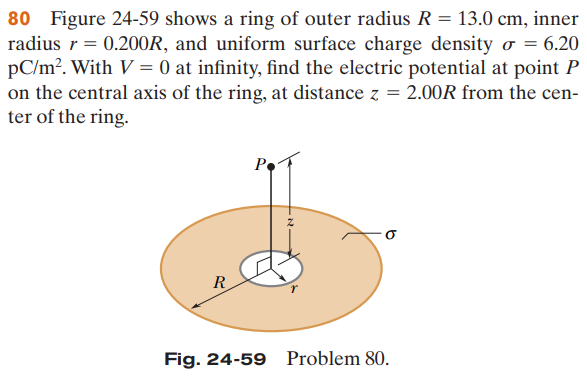 80 Figure 24-59 shows a ring of outer radius R = 13.0 cm, inner
radius r = 0.200R, and uniform surface charge density σ = 6.20
pC/m². With V = 0 at infinity, find the electric potential at point P
on the central axis of the ring, at distance z = 2.00R from the cen-
ter of the ring.
P
z
σ
R
r
Fig. 24-59 Problem 80.